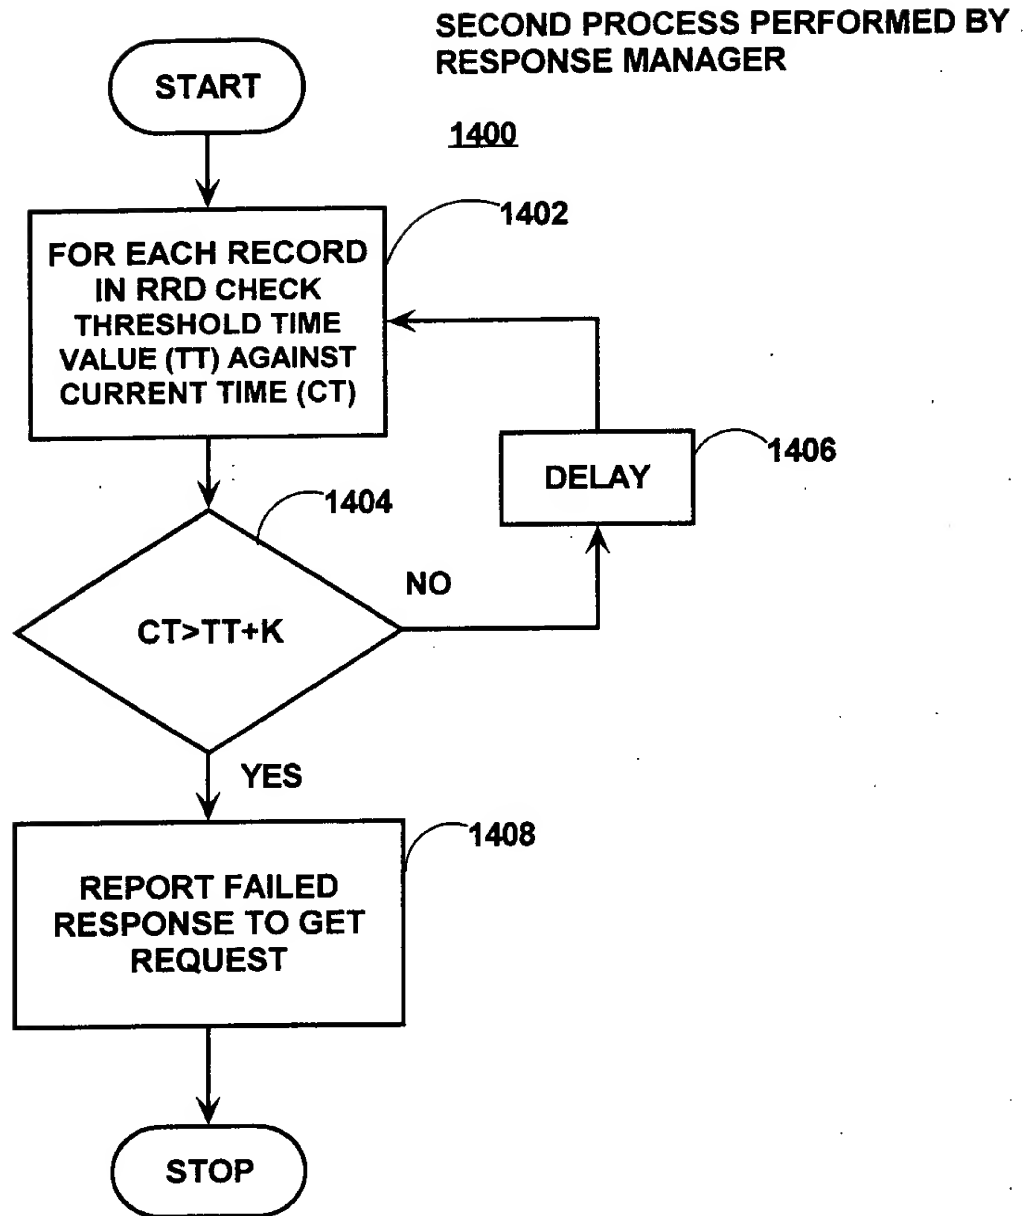 SECOND PROCESS PERFORMED BY
RESPONSE MANAGER
1400
START
1402
FOR EACH RECORD
IN RRD CHECK
THRESHOLD TIME
VALUE (TT) AGAINST
CURRENT TIME (CT)
1406
DELAY
1404
NO
CT>TT+K
YES
1408
REPORT FAILED
RESPONSE TO GET
REQUEST
STOP